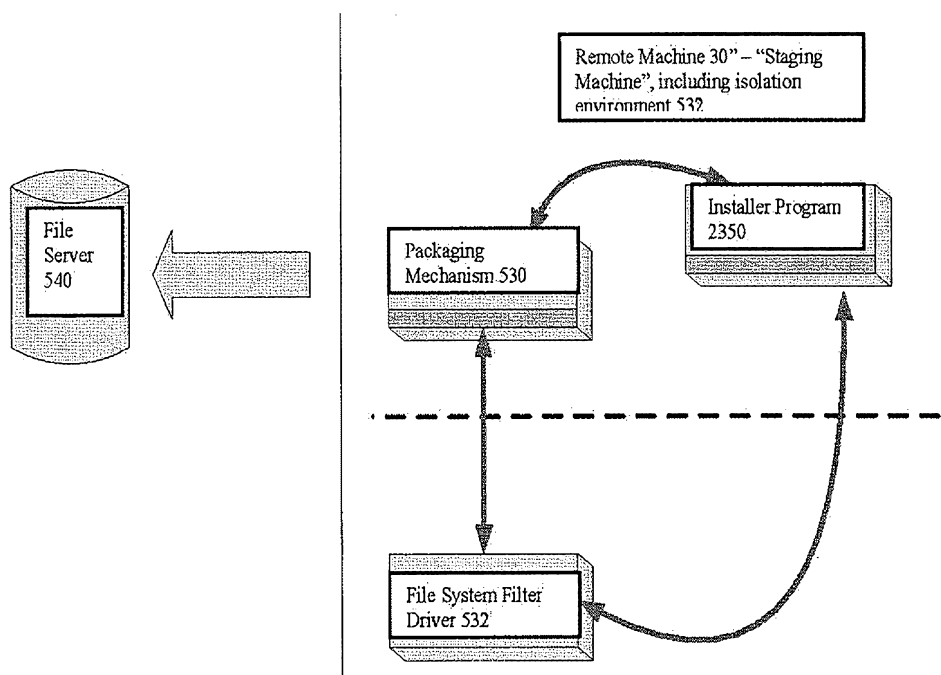 Remote Machine 30” – “Staging
Machine”, including isolation
environment 532
File
Server
540
Packaging
Mechanism 530
Installer Program
2350
File System Filter
Driver 532